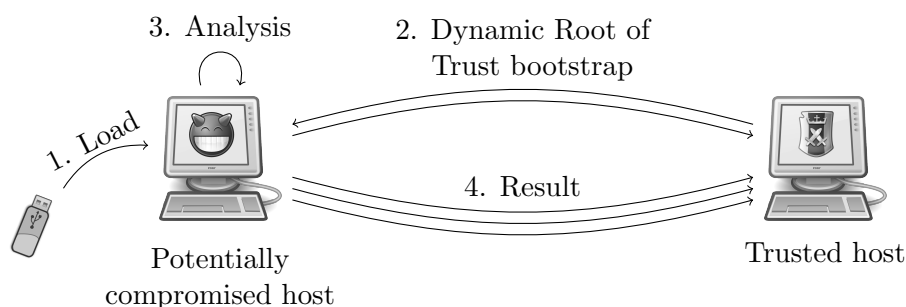 3. Analysis
2. Dynamic Root of
Trust bootstrap
1. Load
4. Result
Potentially
compromised host
Trusted host